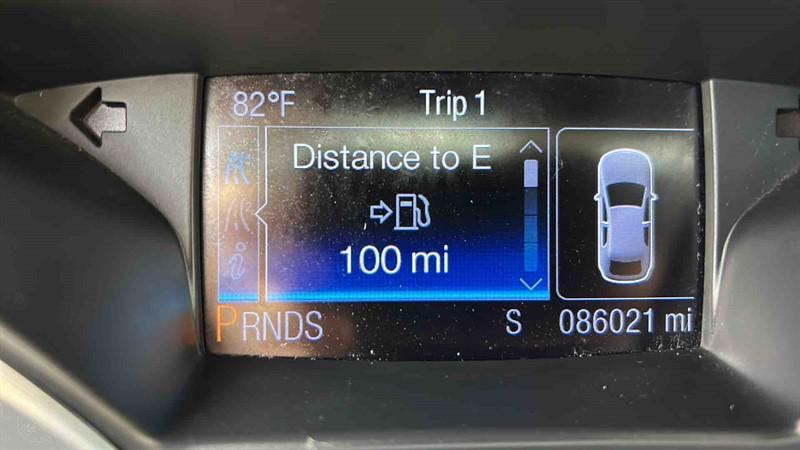 82°F Trip 1
Distance to E
100 mi
PRNDS S 086021 mi